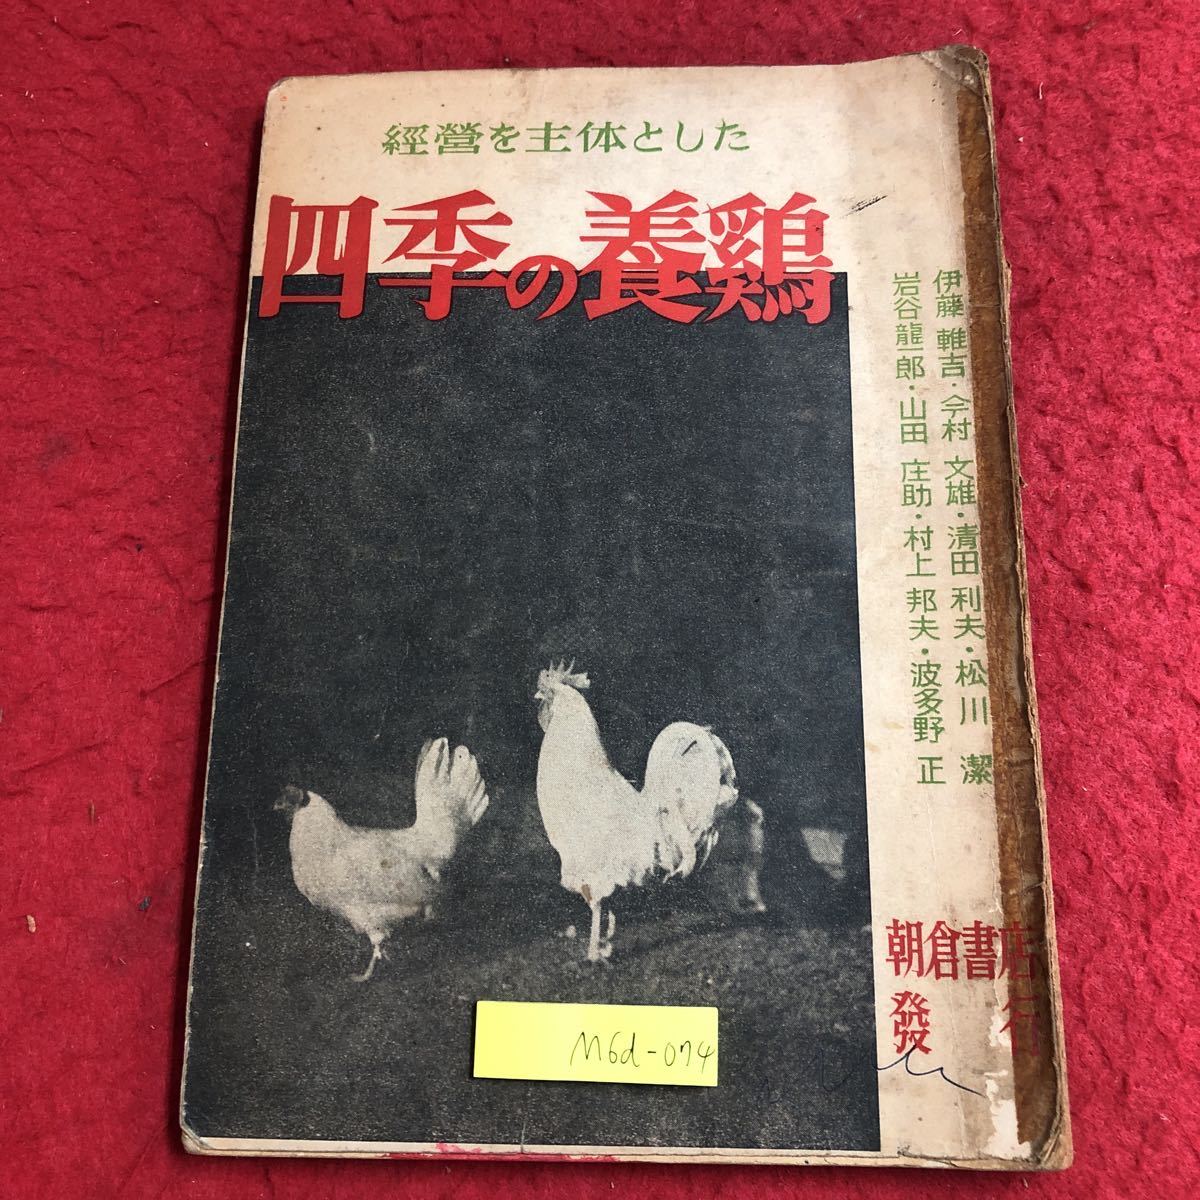 經營を主体とした
四季の養鷄
伊藤 雄吉・今村 文雄・清田 利夫・松川 潔
岩谷龍一郎・山田 庄助・村上 邦夫・波多野 正
朝倉書店
發行
M6d-074